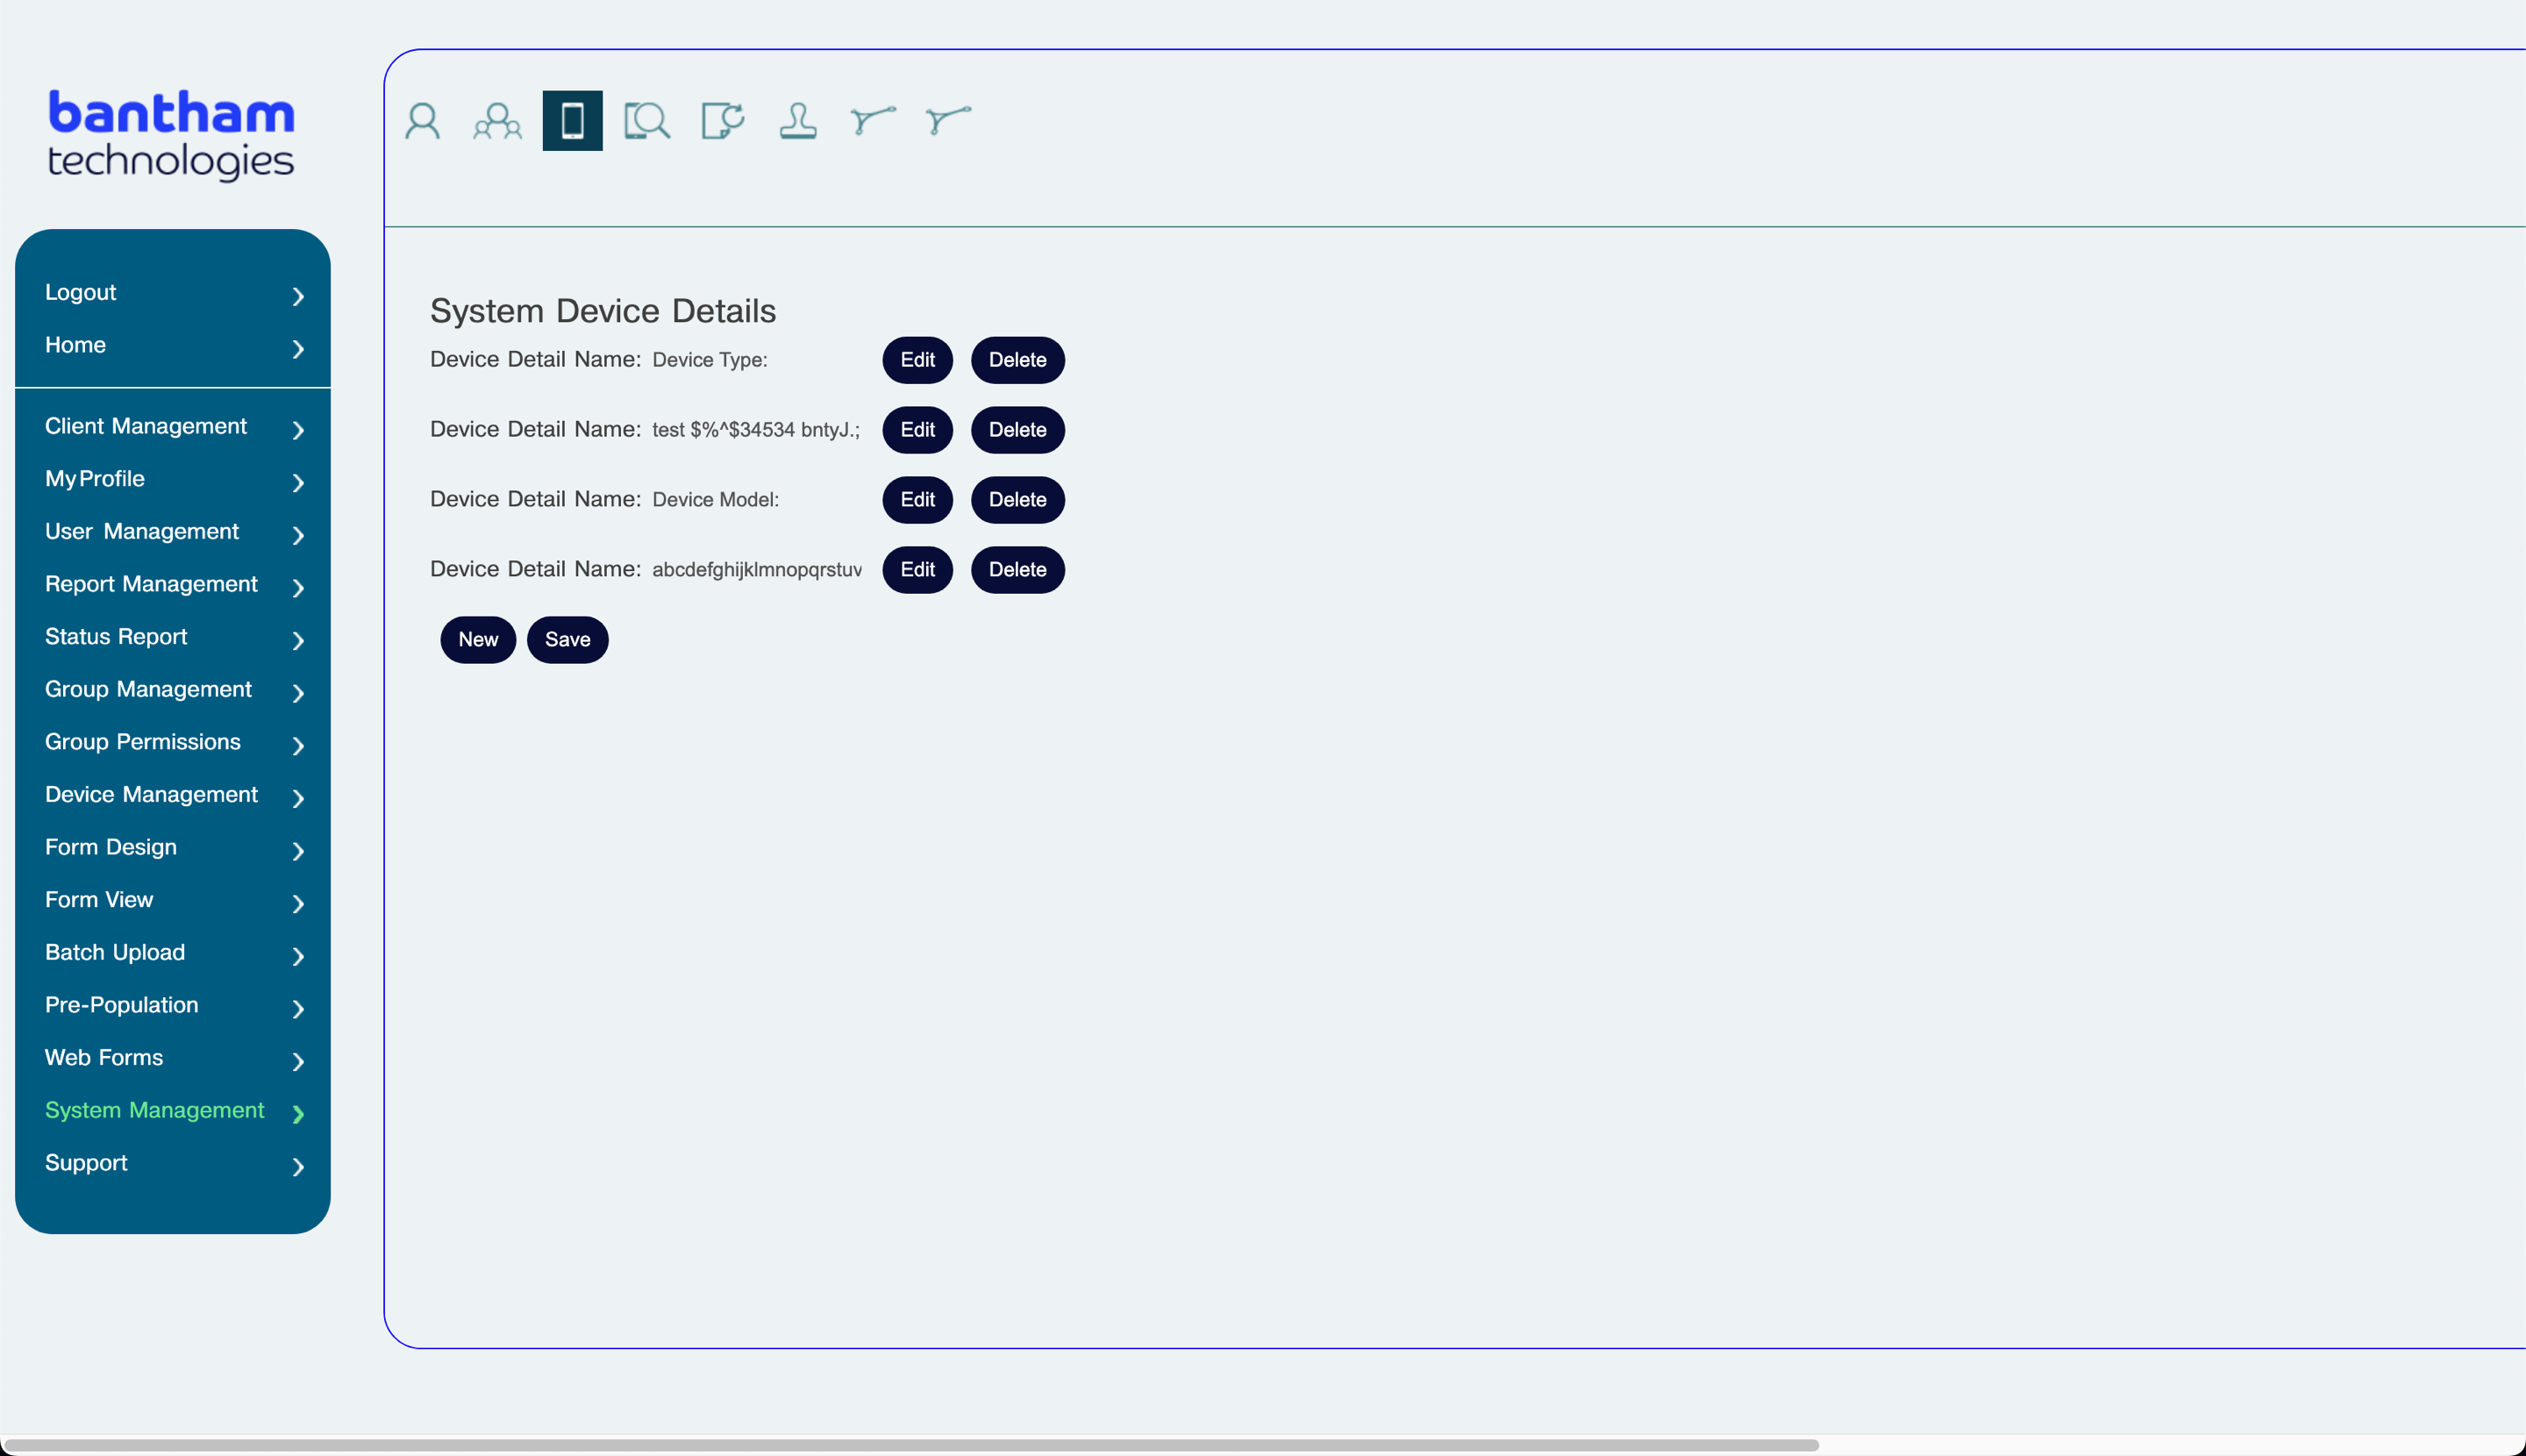 bantham
technologies
Logout
Home
Client Management
My Profile
User Management
Report Management
Status Report
Group Management
Group Permissions
Device Management
Form Design
Form View
Batch Upload
Pre-Population
Web Forms
System Management
Support
System Device Details
Device Detail Name: Device Type: Edit Delete
Device Detail Name: test $%^$34534 bntyJ.; Edit Delete
Device Detail Name: Device Model: Edit Delete
Device Detail Name: abcdefghijklmnopqrstuv Edit Delete
New Save